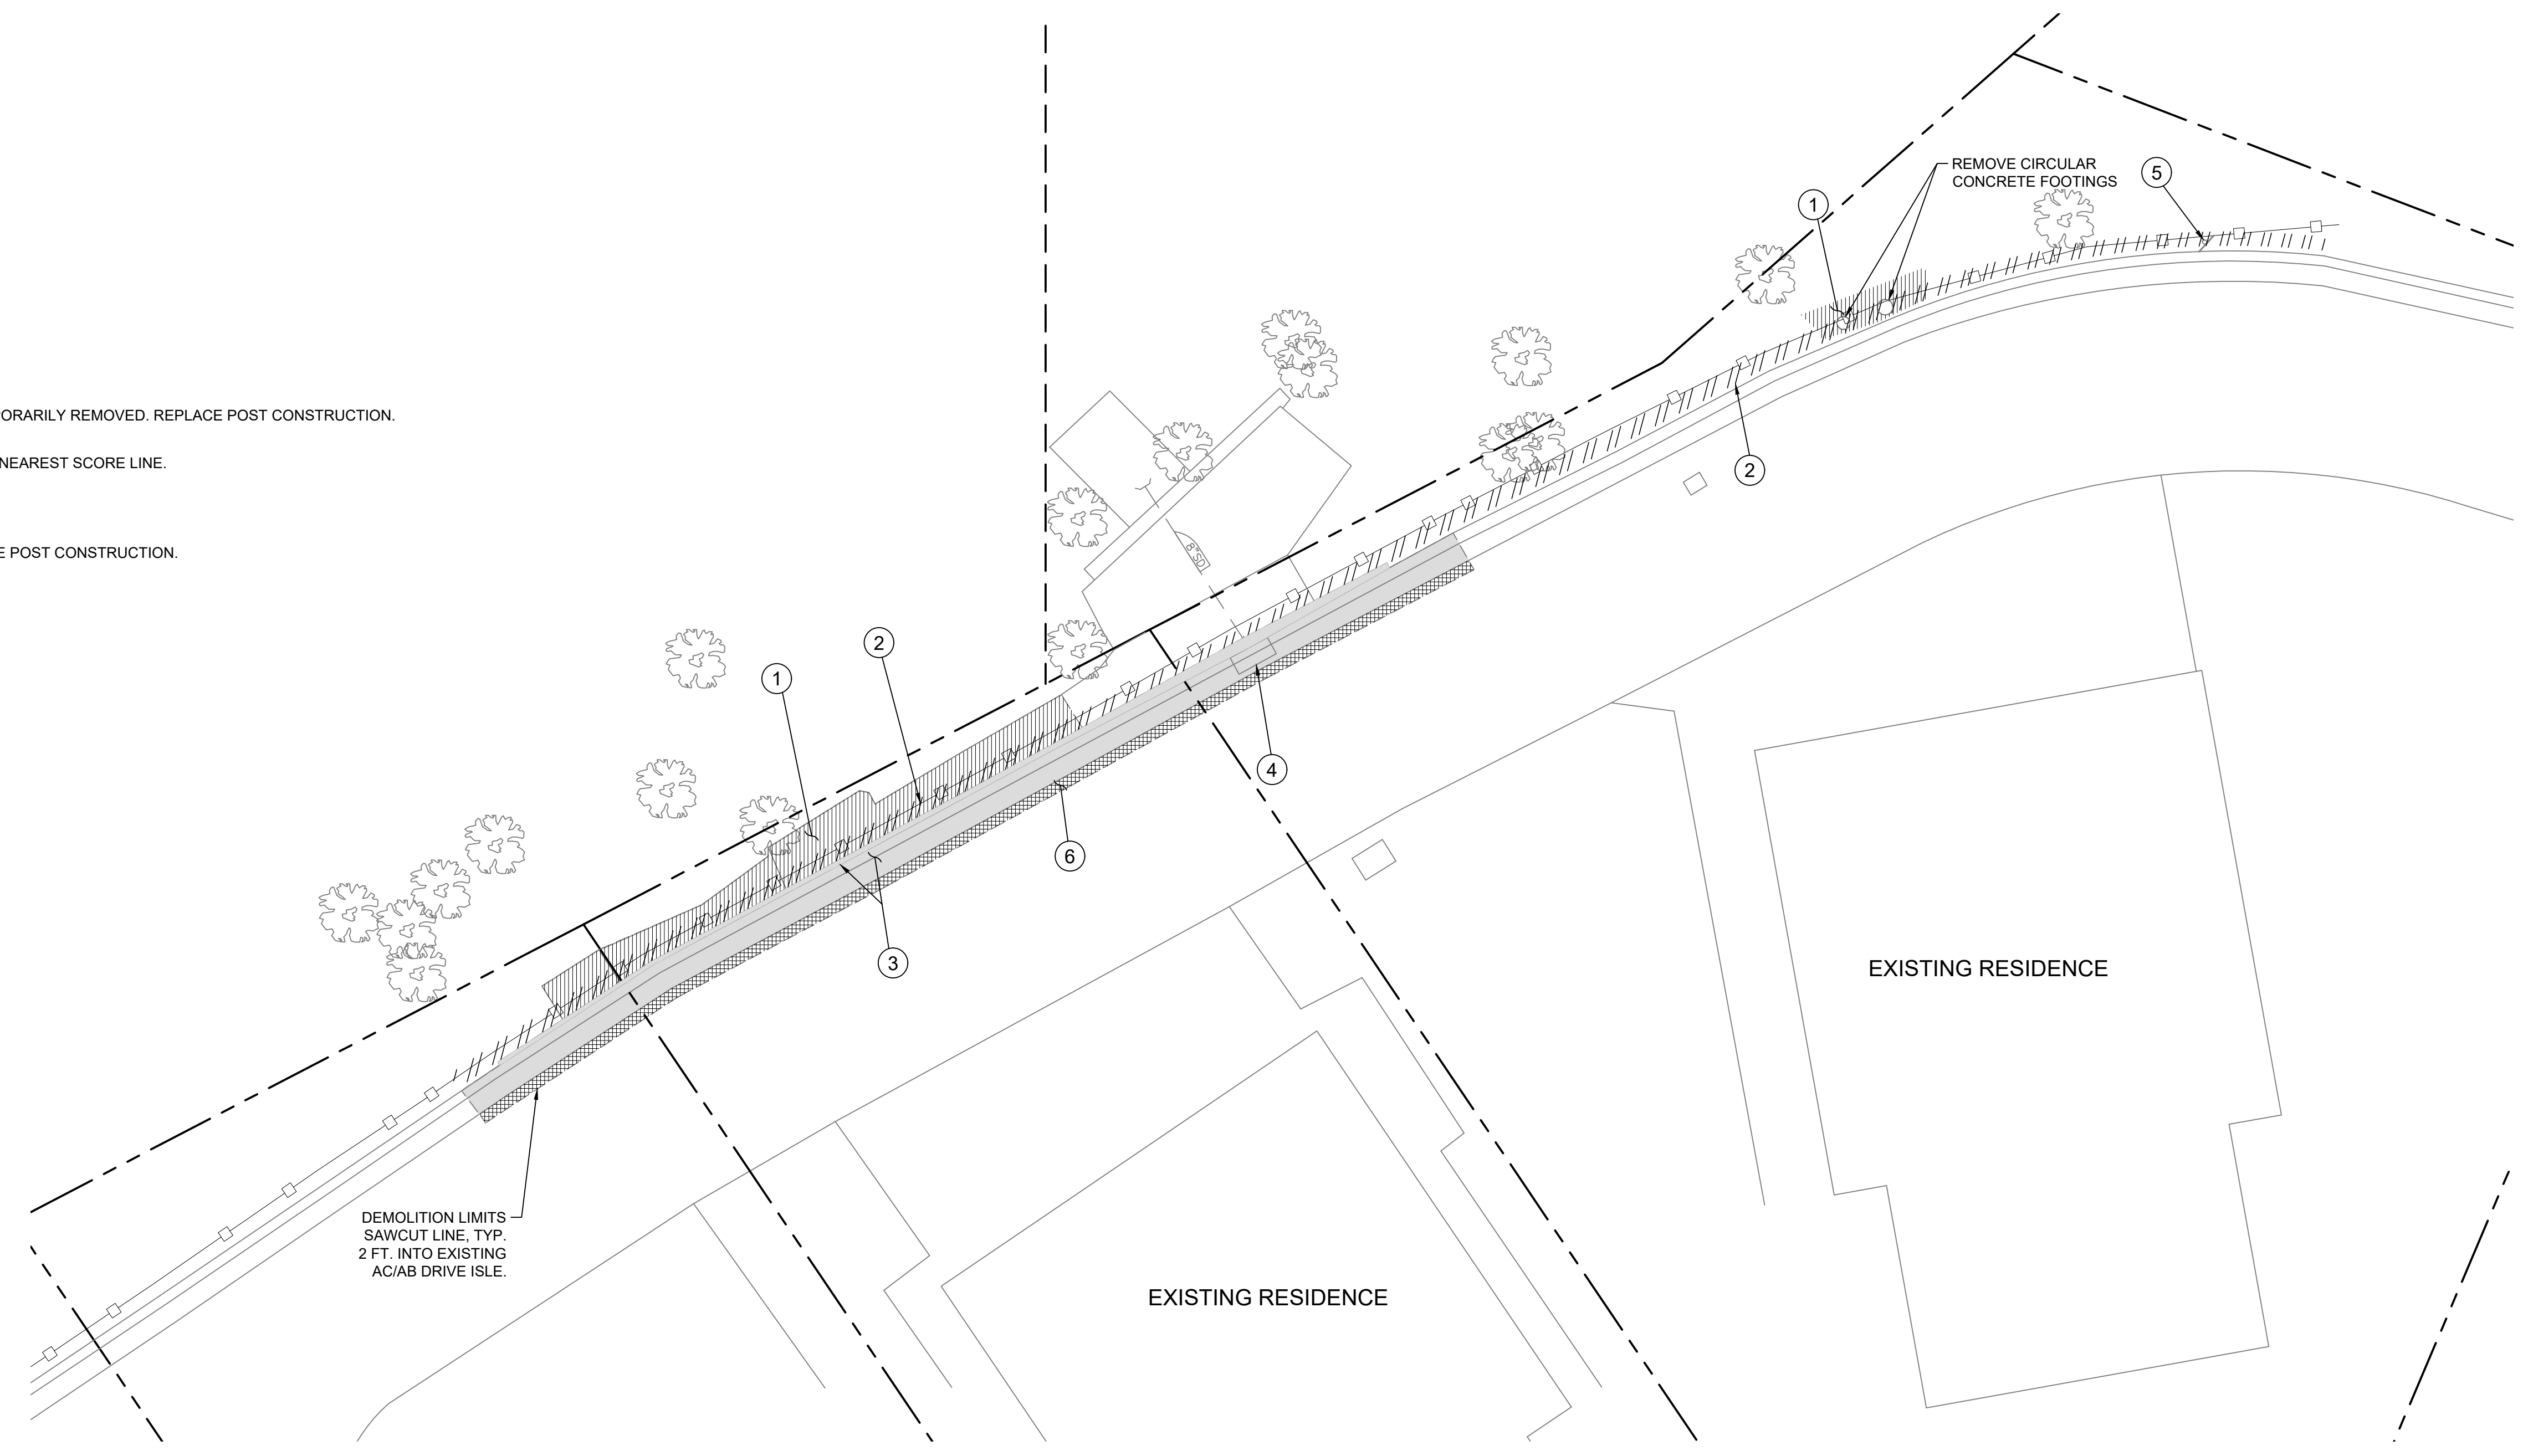 REMOVE CIRCULAR
CONCRETE FOOTINGS
5
1
ORARILY REMOVED. REPLACE POST CONSTRUCTION.
NEAREST SCORE LINE.
2
8"SD
POST CONSTRUCTION.
2
1
4
6
3
EXISTING RESIDENCE
DEMOLITION LIMITS
SAWCUT LINE, TYP.
2 FT. INTO EXISTING
AC/AB DRIVE ISLE.
EXISTING RESIDENCE